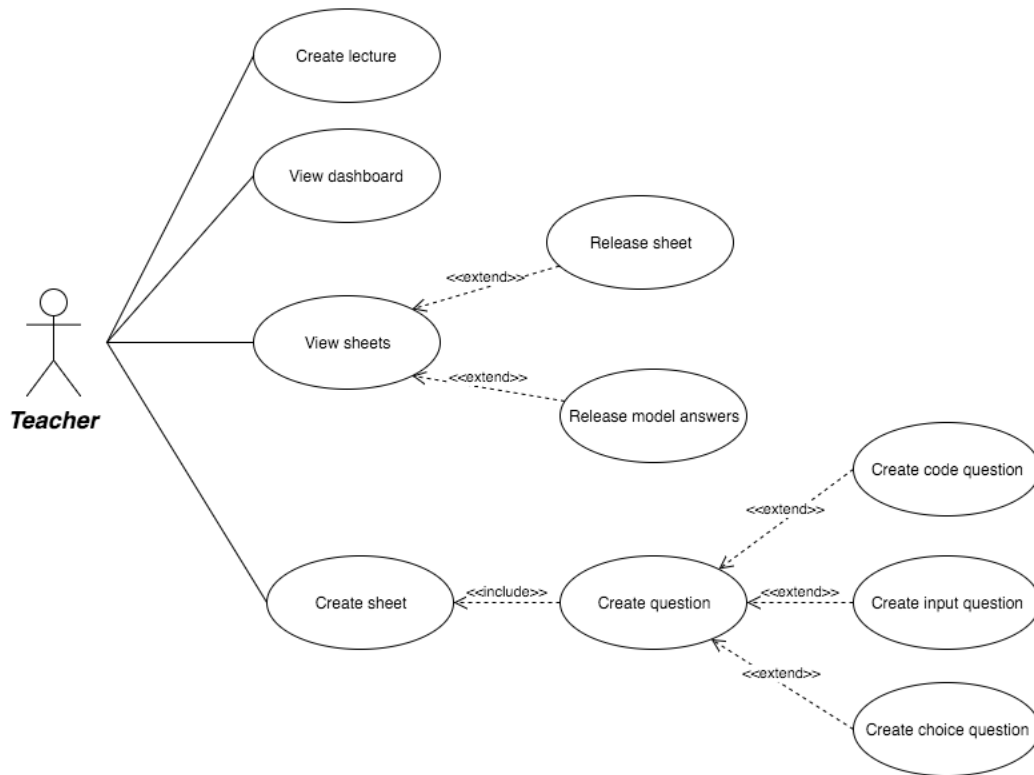 Create lecture
View dashboard
Release sheet
<<extend>>
View sheets
<<extend>>
Release model answers
Teacher
Create code question
<<extend>>
Create sheet
<<include>>
Create question
<<extend>>
Create input question
<<extend>>
Create choice question